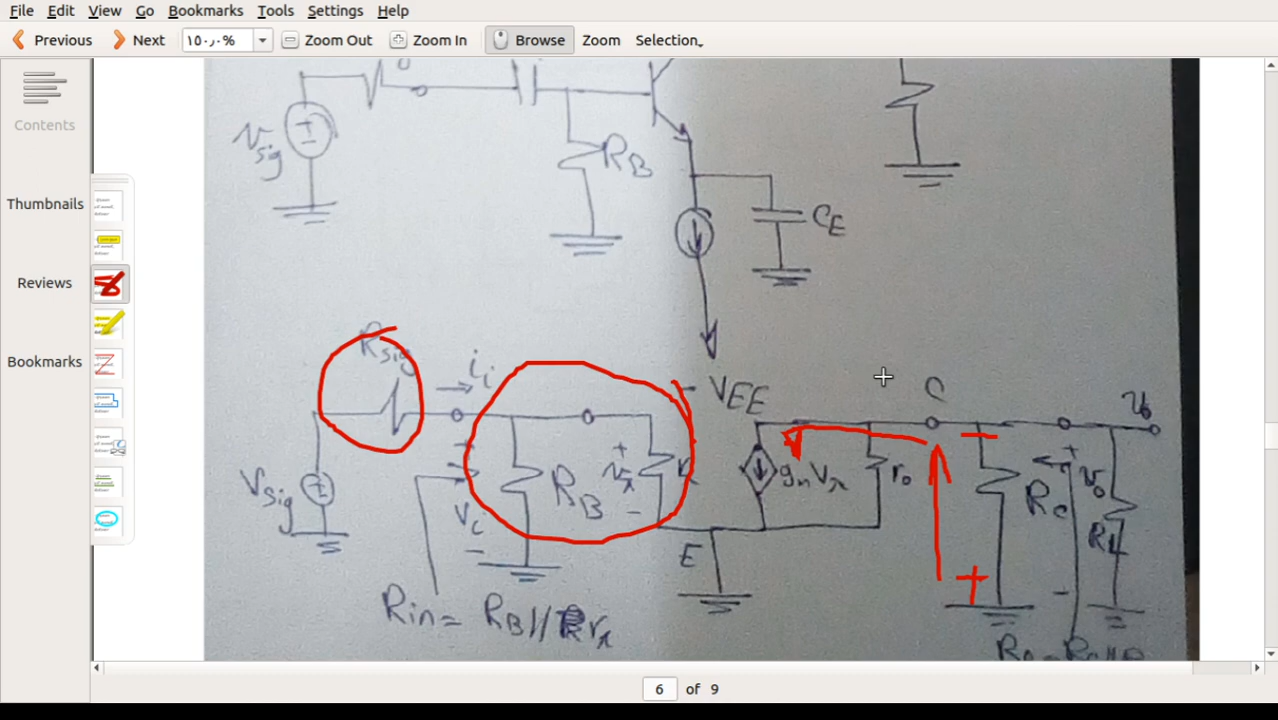 File Edit View Go Bookmarks Tools Settings Help
Previous Next ١٥٠٫٠% Zoom Out Zoom In Browse Zoom Selection
Contents
Thumbnails
Reviews
Bookmarks
Vsig
RB
CE
VEE
Rsig
ii
C
vo
Vsig
+
Vi
-
RB
+
vπ
-
gmVπ
ro
RC
+
vo
-
RL
E
Rin = RB // rπ
- +
6 of 9